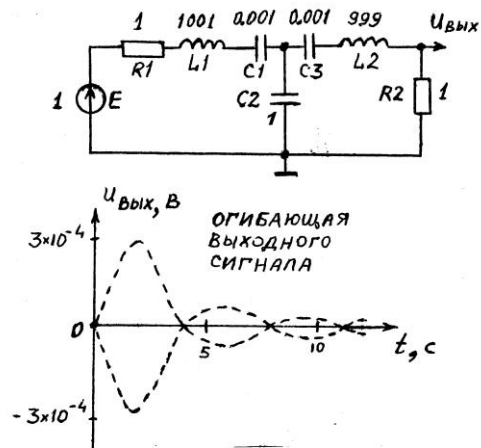 1 1001 0,001 0,001 999 Uвых
R1 L1 C1 C3 L2
C2
1
R2 1
1 E
Uвых, В
ОГИБАЮЩАЯ
ВЫХОДНОГО
СИГНАЛА
3×10⁻⁴
0 5 10 t, с
-3×10⁻⁴